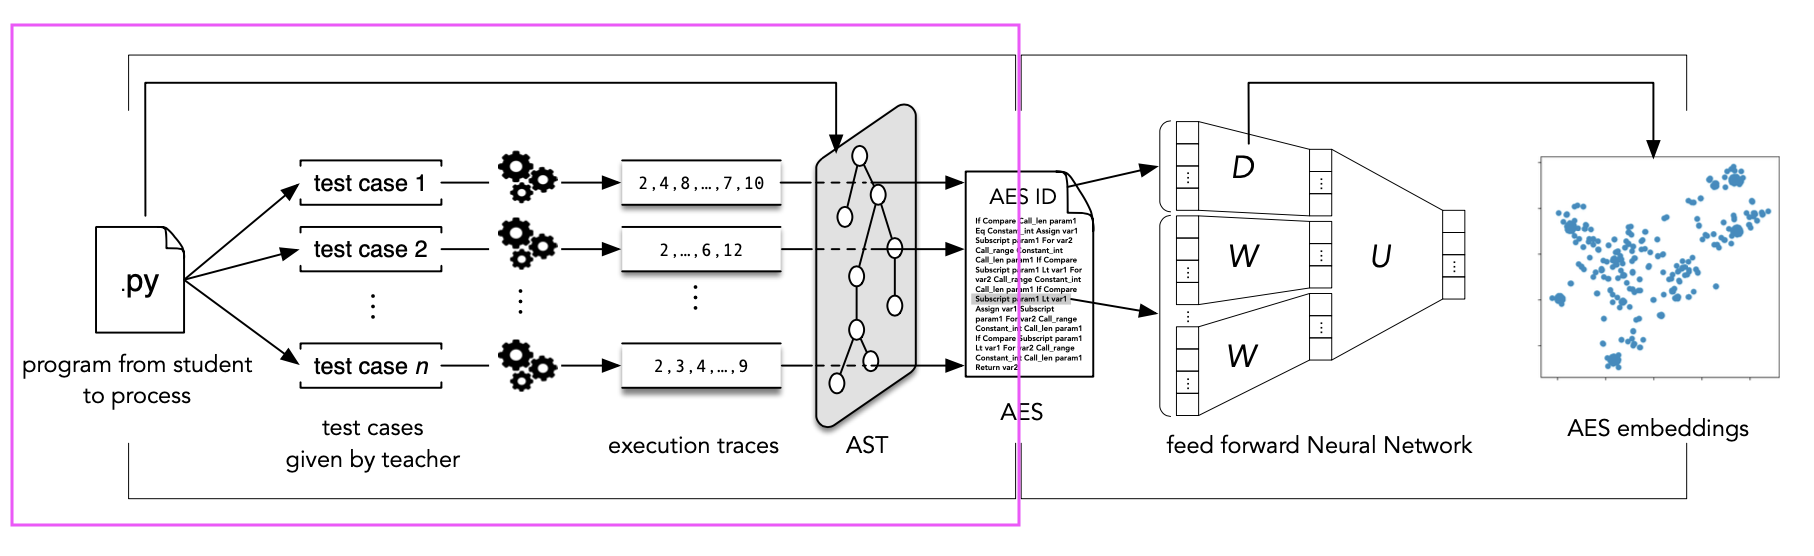 .py
program from student
to process
test case 1
test case 2
⋮
test case n
test cases
given by teacher
⋮
2,4,8,…,7,10
2,…,6,12
⋮
2,3,4,…,9
execution traces
AST
AES ID
If Compare Call_len param1
Eq Constant_int Assign var1
Subscript param1 For var2
Call_range Constant_int
Call_len param1 If Compare
Subscript param1 Lt var1 For
var2 Call_range Constant_int
Call_len param1 If Compare
Subscript param1 Lt var1
Assign var1 Subscript
param1 For var2 Call_range
Constant_int Call_len param1
If Compare Subscript param1
Lt var1 For var2 Call_range
Constant_int Call_len param1
Return var2
AES
D
W
⋮
W
U
feed forward Neural Network
AES embeddings